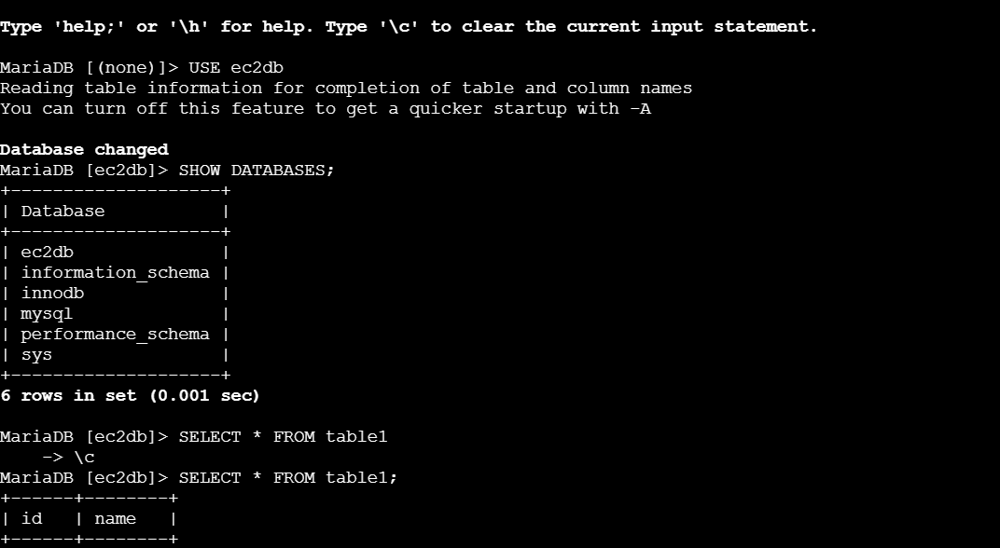 Type 'help;' or '\h' for help. Type '\c' to clear the current input statement.
MariaDB [(none)]> USE ec2db
Reading table information for completion of table and column names
You can turn off this feature to get a quicker startup with -A
Database changed
MariaDB [ec2db]> SHOW DATABASES;
+--------------------+
| Database           |
+--------------------+
| ec2db              |
| information_schema |
| innodb             |
| mysql              |
| performance_schema |
| sys                |
+--------------------+
6 rows in set (0.001 sec)
MariaDB [ec2db]> SELECT * FROM table1
    -> \c
MariaDB [ec2db]> SELECT * FROM table1;
+------+--------+
| id   | name   |
+------+--------+